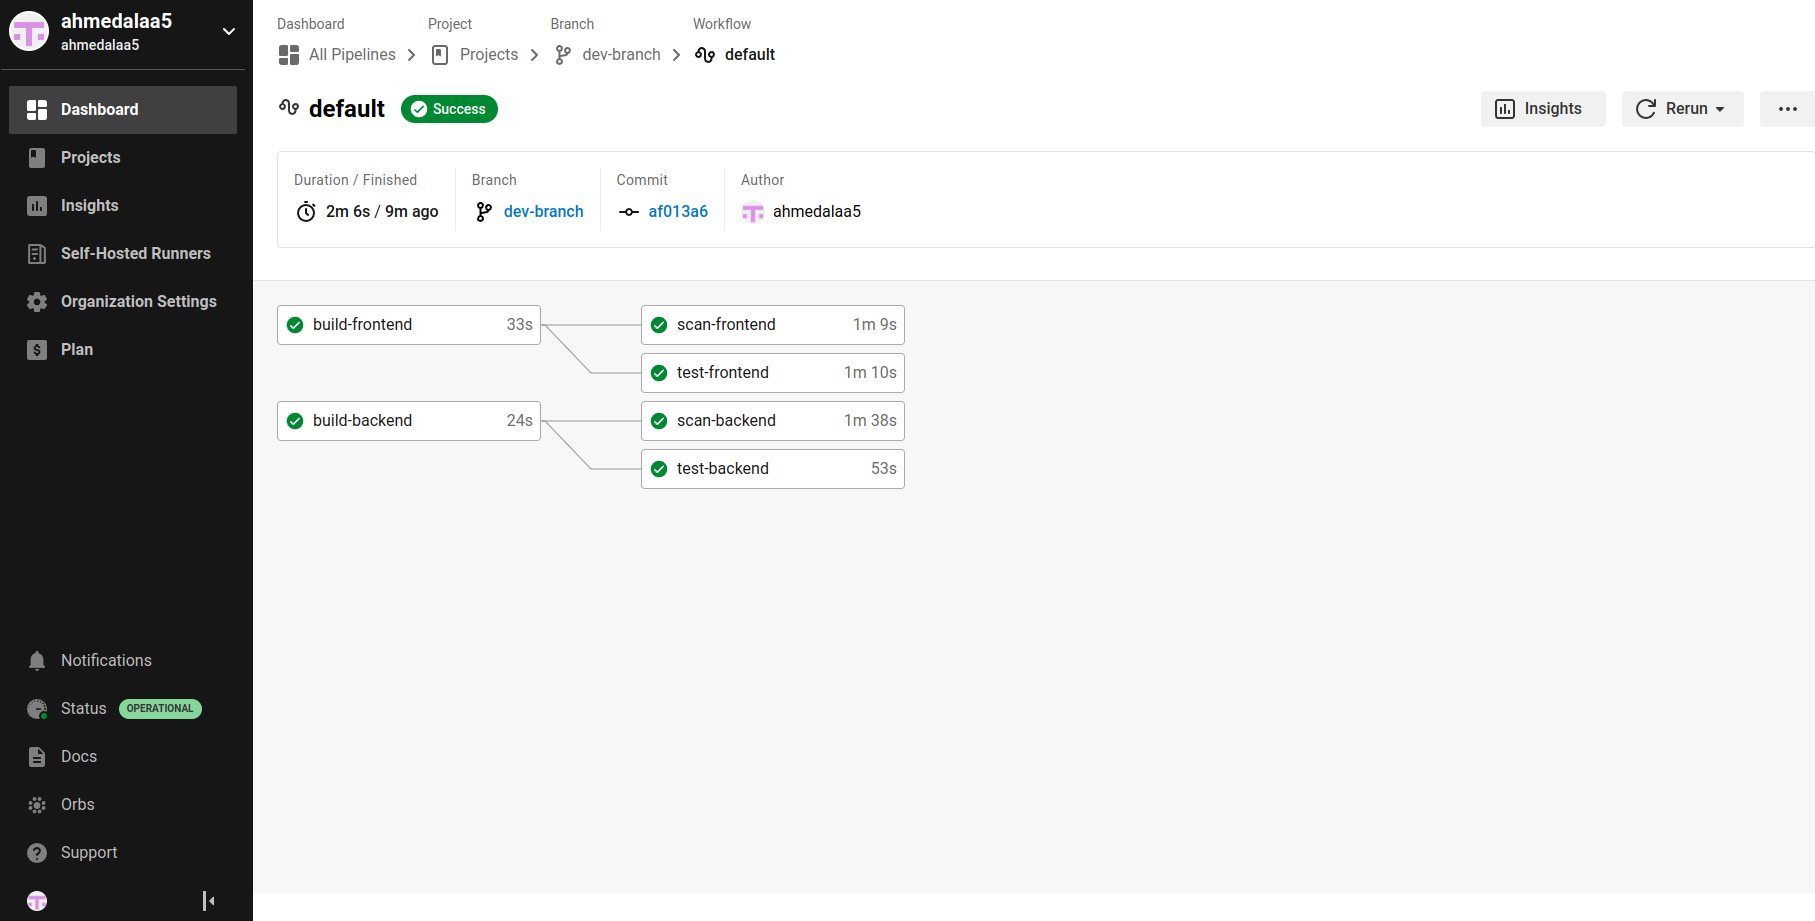 ahmedalaa5
ahmedalaa5
Dashboard
Projects
Insights
Self-Hosted Runners
Organization Settings
Plan
Notifications
Status OPERATIONAL
Docs
Orbs
Support
Dashboard Project Branch Workflow
All Pipelines Projects dev-branch default
default Success
Insights Rerun
Duration / Finished Branch Commit Author
2m 6s / 9m ago dev-branch af013a6 ahmedalaa5
build-frontend 33s scan-frontend 1m 9s
test-frontend 1m 10s
build-backend 24s scan-backend 1m 38s
test-backend 53s